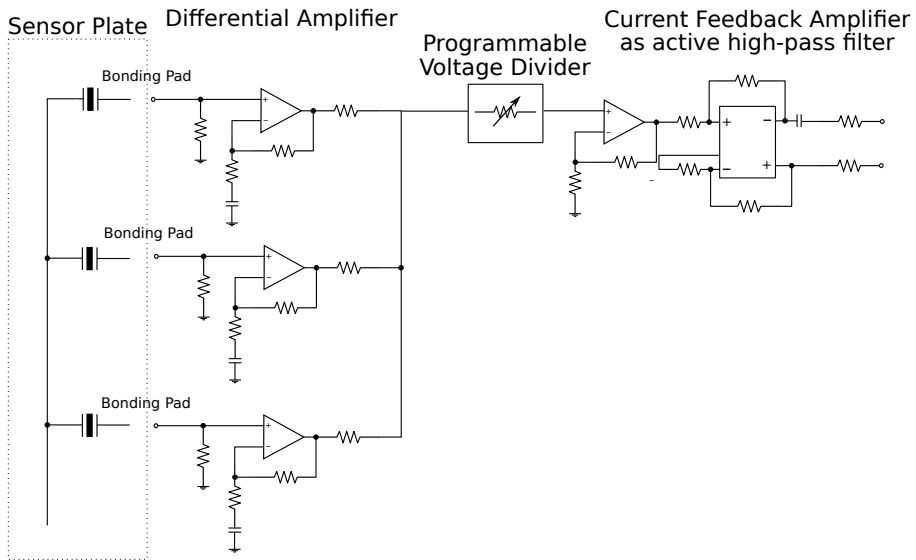 Sensor Plate
Differential Amplifier
Programmable
Voltage Divider
Current Feedback Amplifier
as active high-pass filter
Bonding Pad
+
−
+
−
+
−
−
+
−
Bonding Pad
+
−
Bonding Pad
+
−